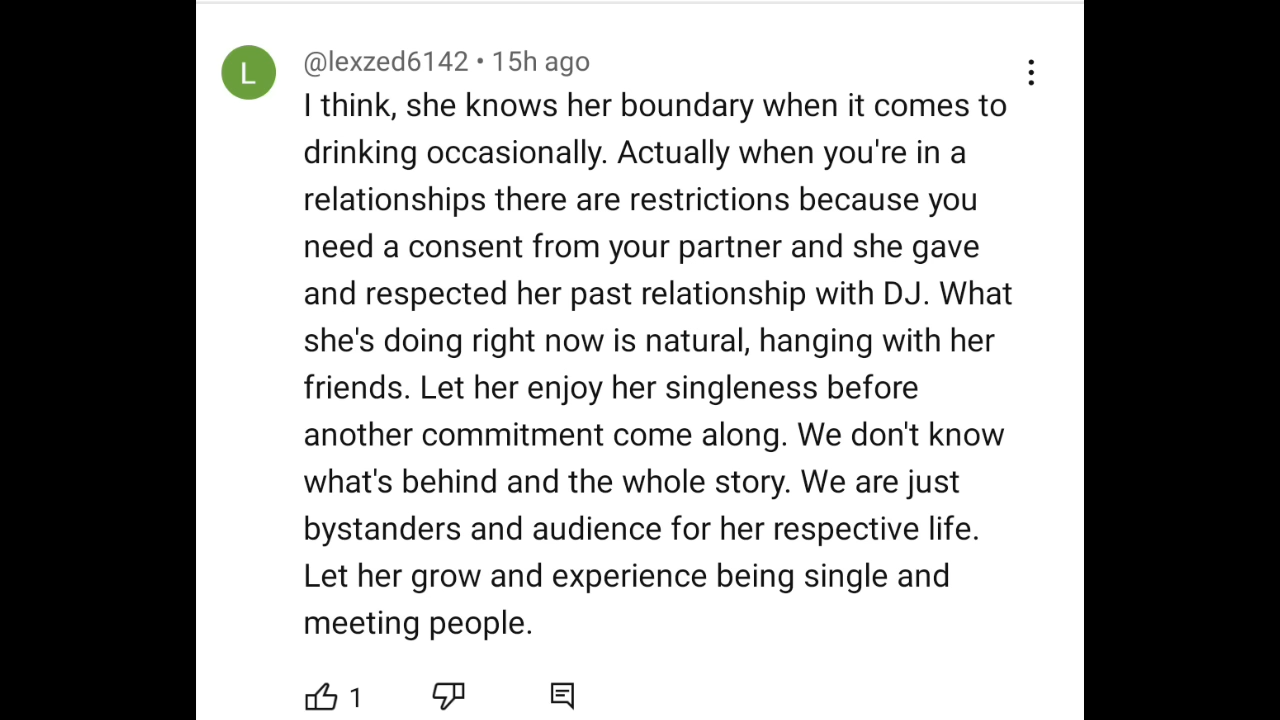 L
@lexzed6142 • 15h ago
I think, she knows her boundary when it comes to
drinking occasionally. Actually when you're in a
relationships there are restrictions because you
need a consent from your partner and she gave
and respected her past relationship with DJ. What
she's doing right now is natural, hanging with her
friends. Let her enjoy her singleness before
another commitment come along. We don't know
what's behind and the whole story. We are just
bystanders and audience for her respective life.
Let her grow and experience being single and
meeting people.
1